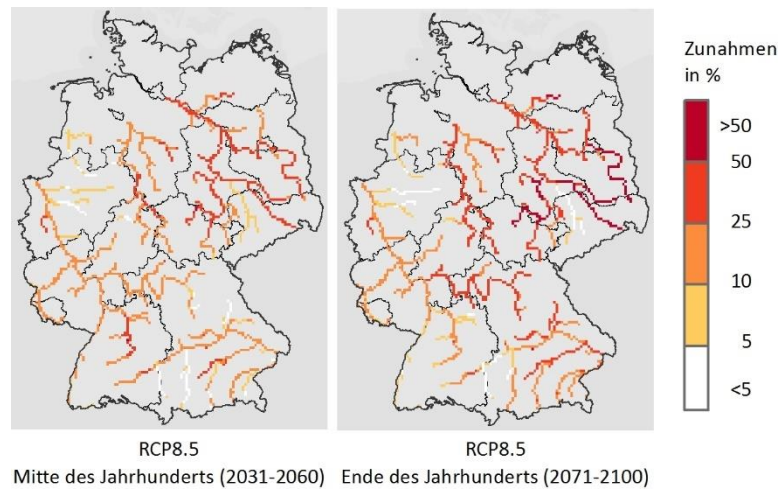 Zunahmen
in %
>50
50
25
10
5
<5
RCP8.5
Mitte des Jahrhunderts (2031-2060)
RCP8.5
Ende des Jahrhunderts (2071-2100)